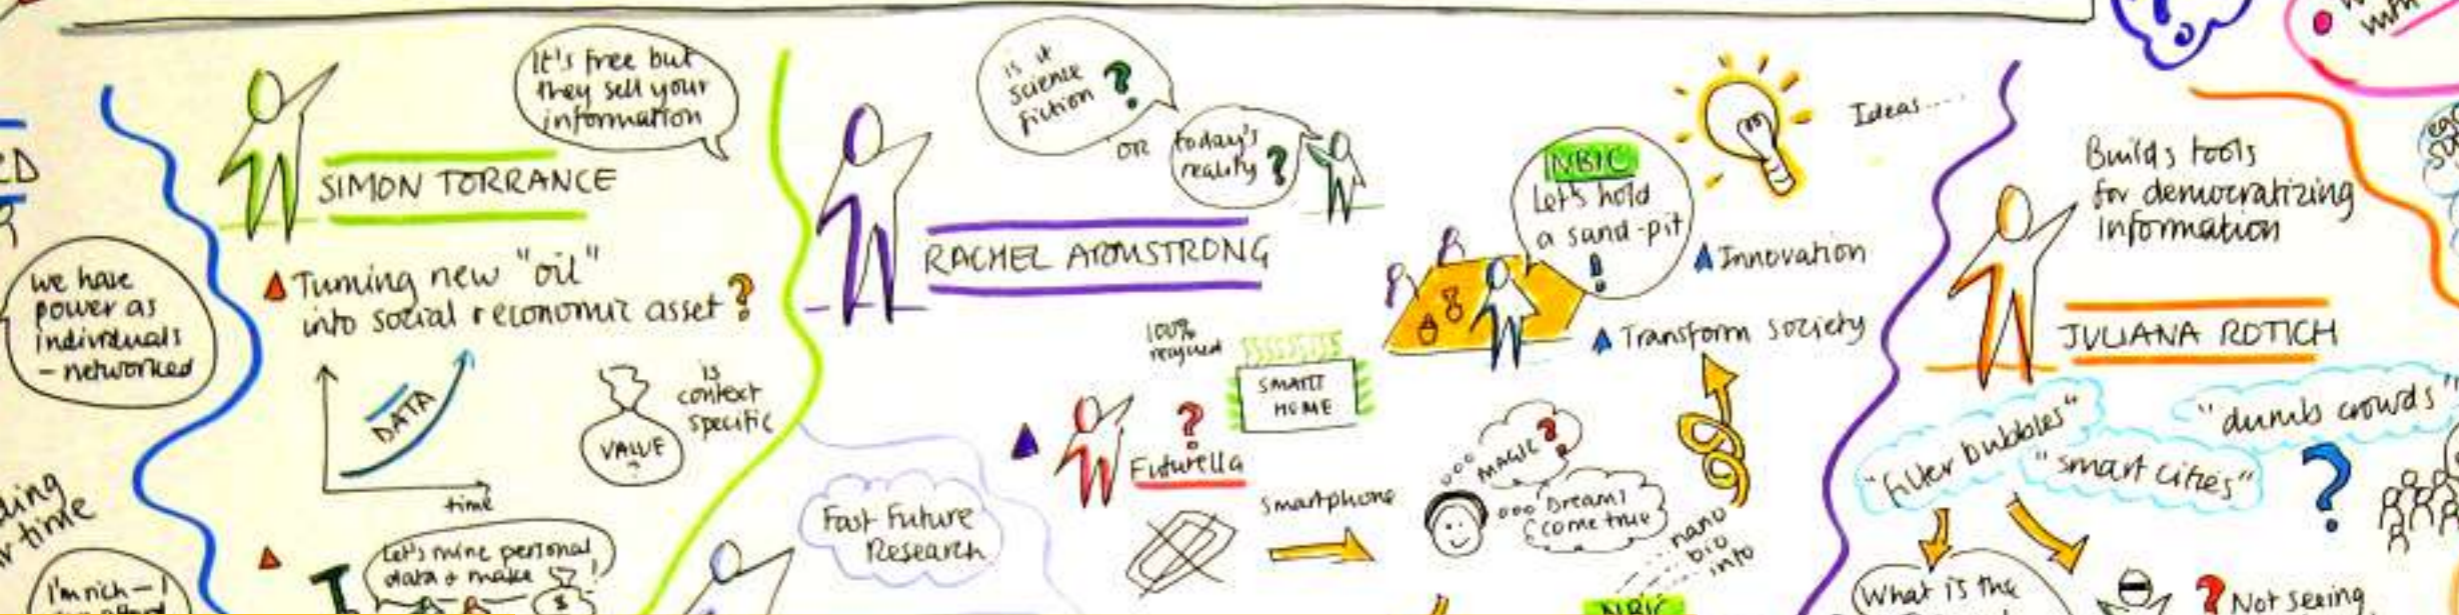 we have
power as
individuals
- networked
time
I'm rich - I
It's free but
they sell your
information
SIMON TORRANCE
Turning new "oil"
into social & economic asset?
DATA
time
VALUE
?
is
context
specific
Let's mine personal
data & make
$
is it
science
fiction ?
OR
today's
reality ?
RACHEL ARMSTRONG
100%
recycled
SMART
HOME
?
Futurella
Smartphone
Fast Future
Research
MAGIC?
Dreams
come true
NBIC
Let's hold
a sand-pit
!
Ideas....
Innovation
Transform society
nano
bio
info
NBIC
Builds tools
for democratizing
information
JULIANA ROTICH
"filter bubbles"
"smart cities"
"dumb crowds"
?
What is the
? Not seeing